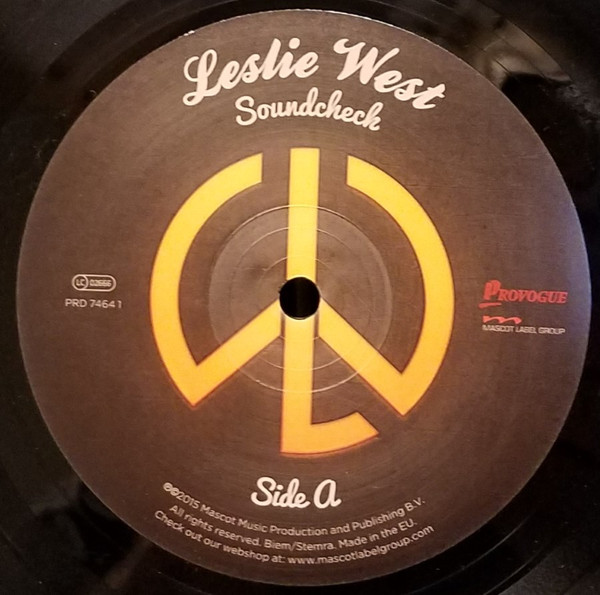 Leslie West
Soundcheck
LC 02666
PRD 7464 1
PROVOGUE
MASCOT LABEL GROUP
Side A
℗©2015 Mascot Music Production and Publishing B.V.
All rights reserved. Biem/Stemra. Made in the EU.
Check out our webshop at: www.mascotlabelgroup.com